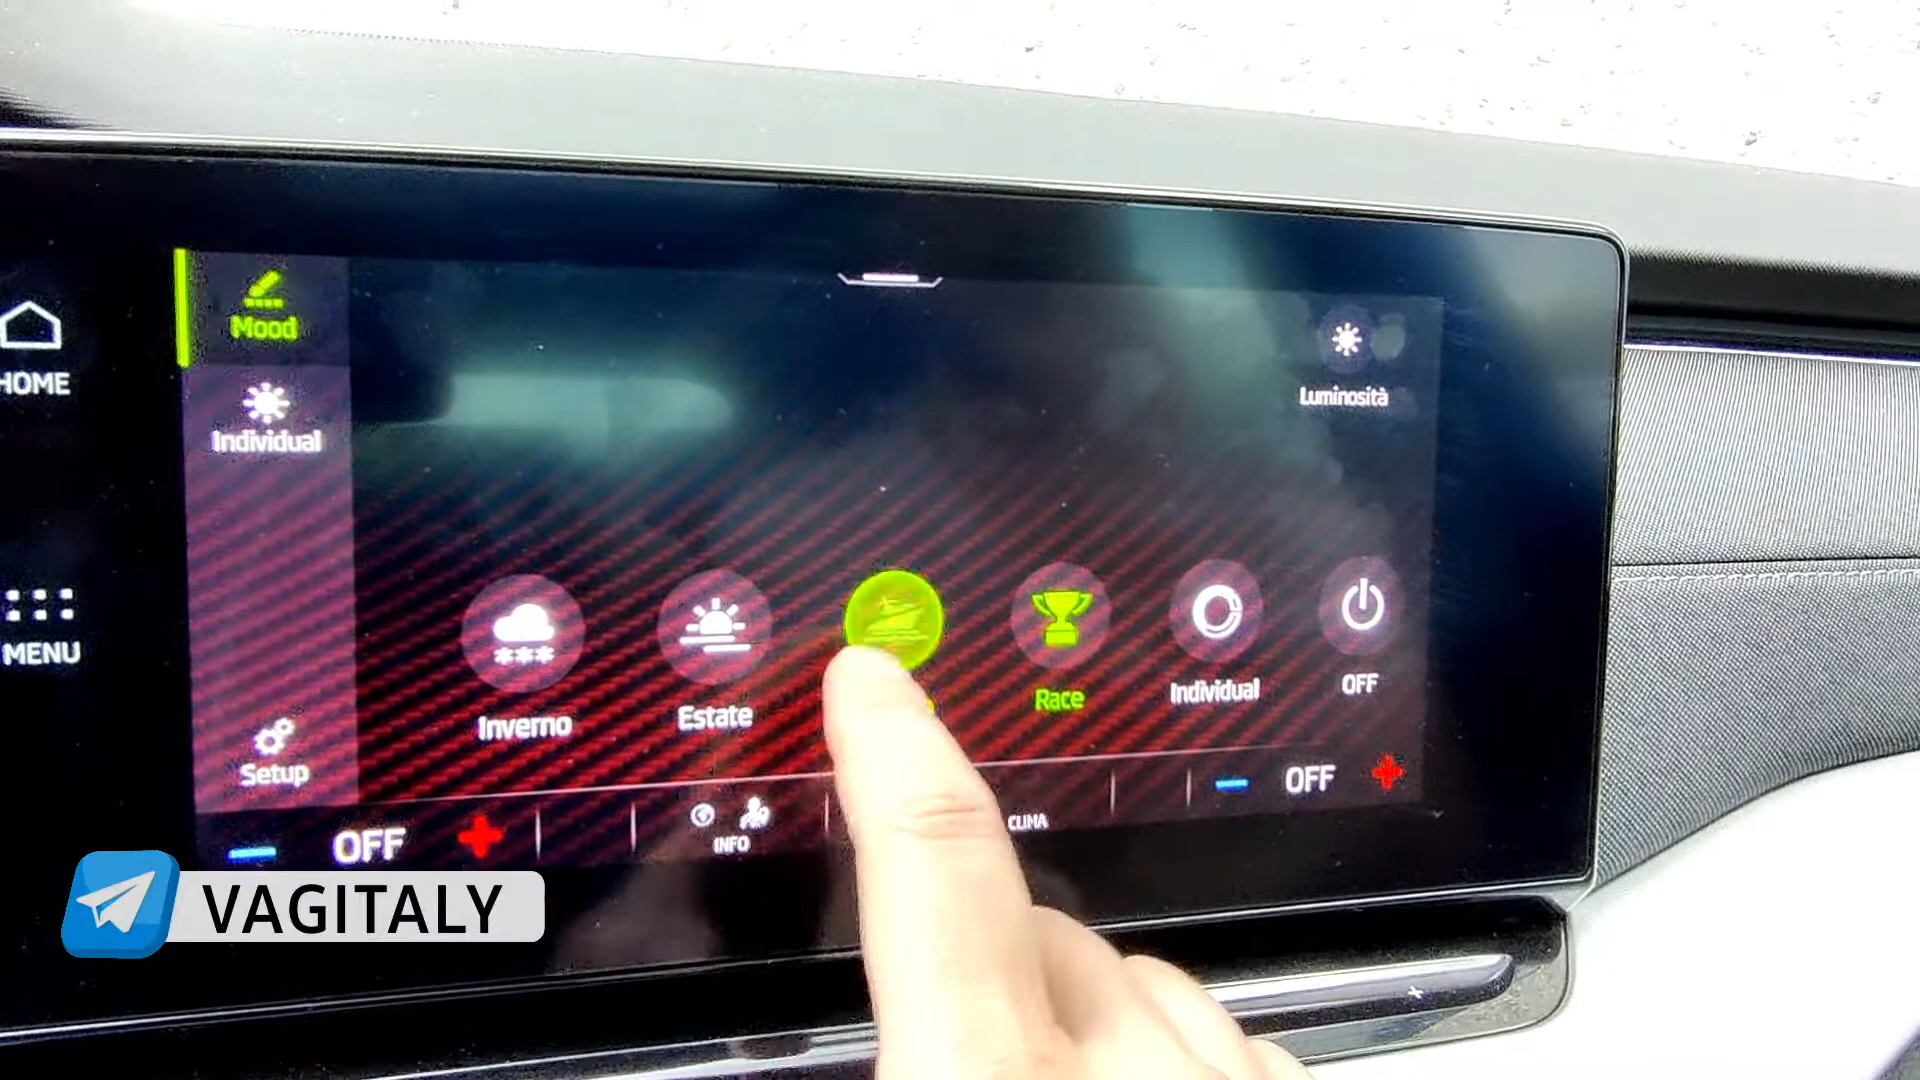 Mood
HOME
Luminosità
Individual
MENU
Inverno
Estate
Race
Individual
OFF
Setup
OFF
INFO
CLIMA
OFF
VAGITALY